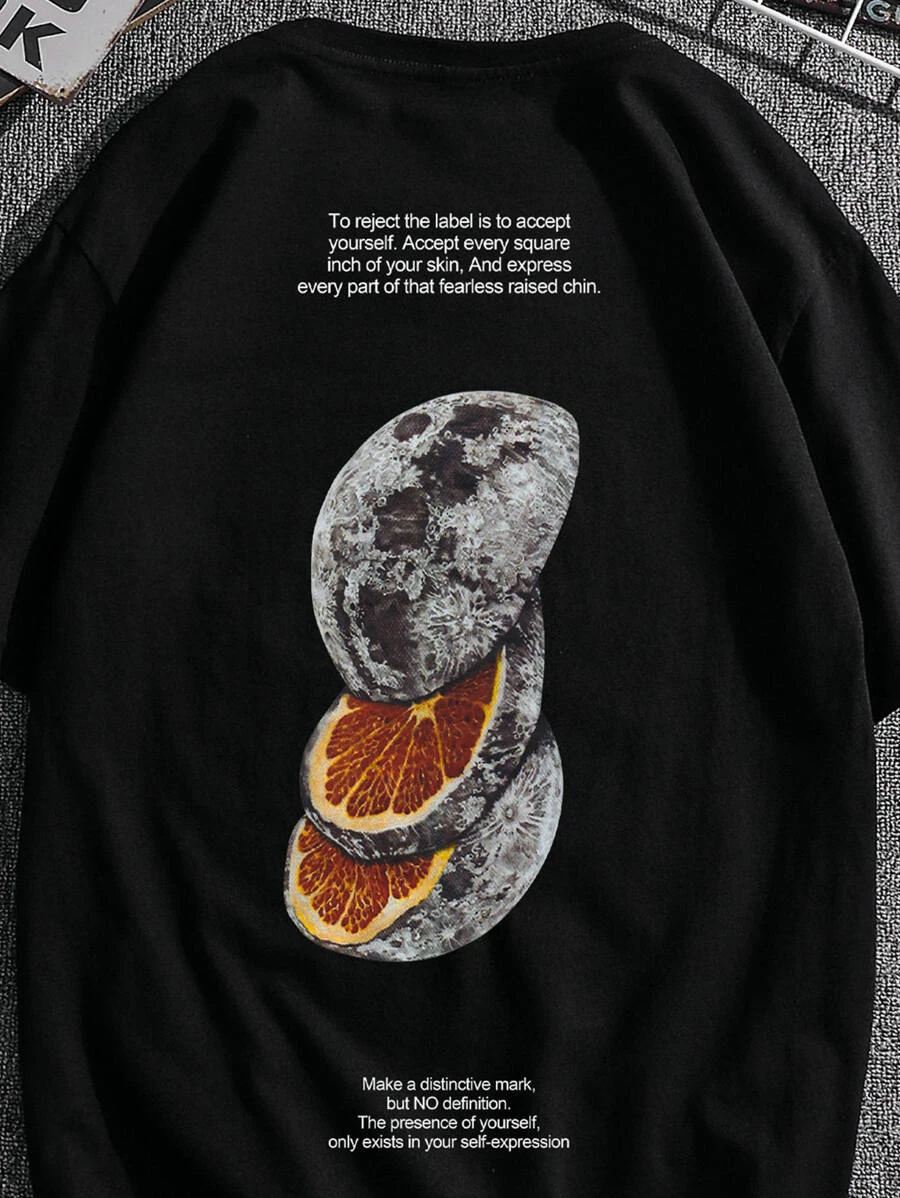 To reject the label is to accept
yourself. Accept every square
inch of your skin, And express
every part of that fearless raised chin.
Make a distinctive mark,
but NO definition.
The presence of yourself,
only exists in your self-expression